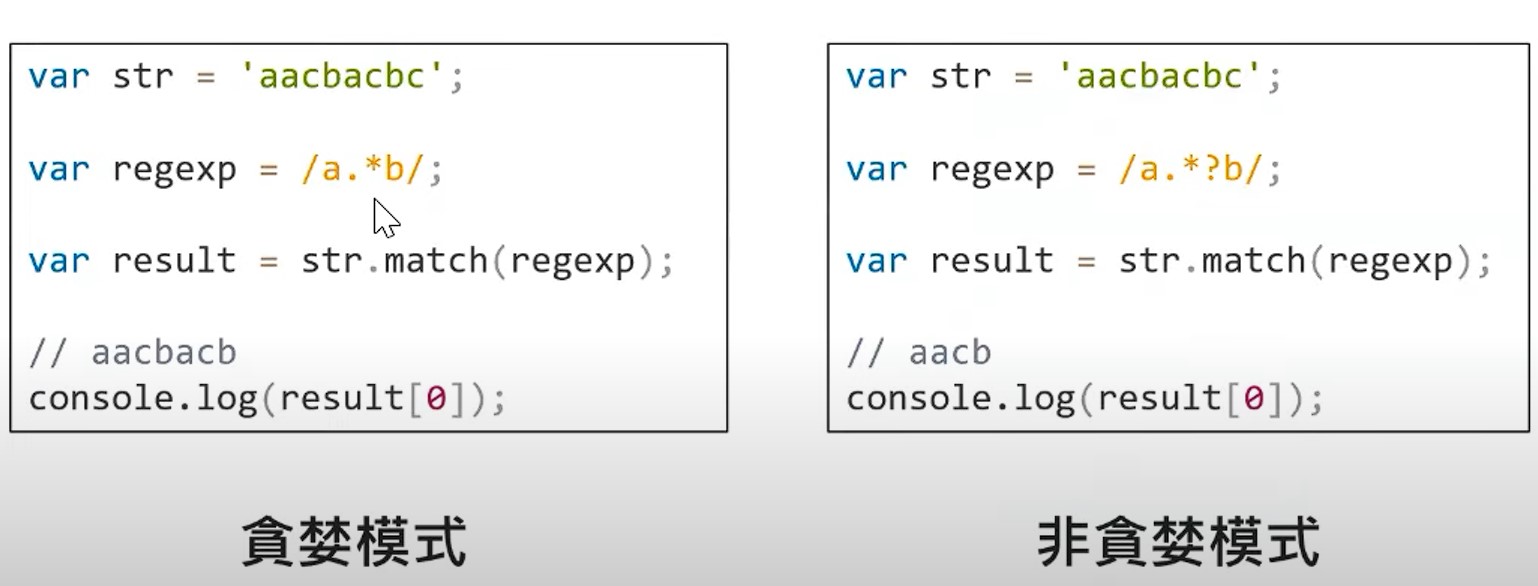 var str = 'aacbacbc';
var regexp = /a.*b/;
var result = str.match(regexp);
// aacbacb
console.log(result[0]);
貪婪模式
var str = 'aacbacbc';
var regexp = /a.*?b/;
var result = str.match(regexp);
// aacb
console.log(result[0]);
非貪婪模式